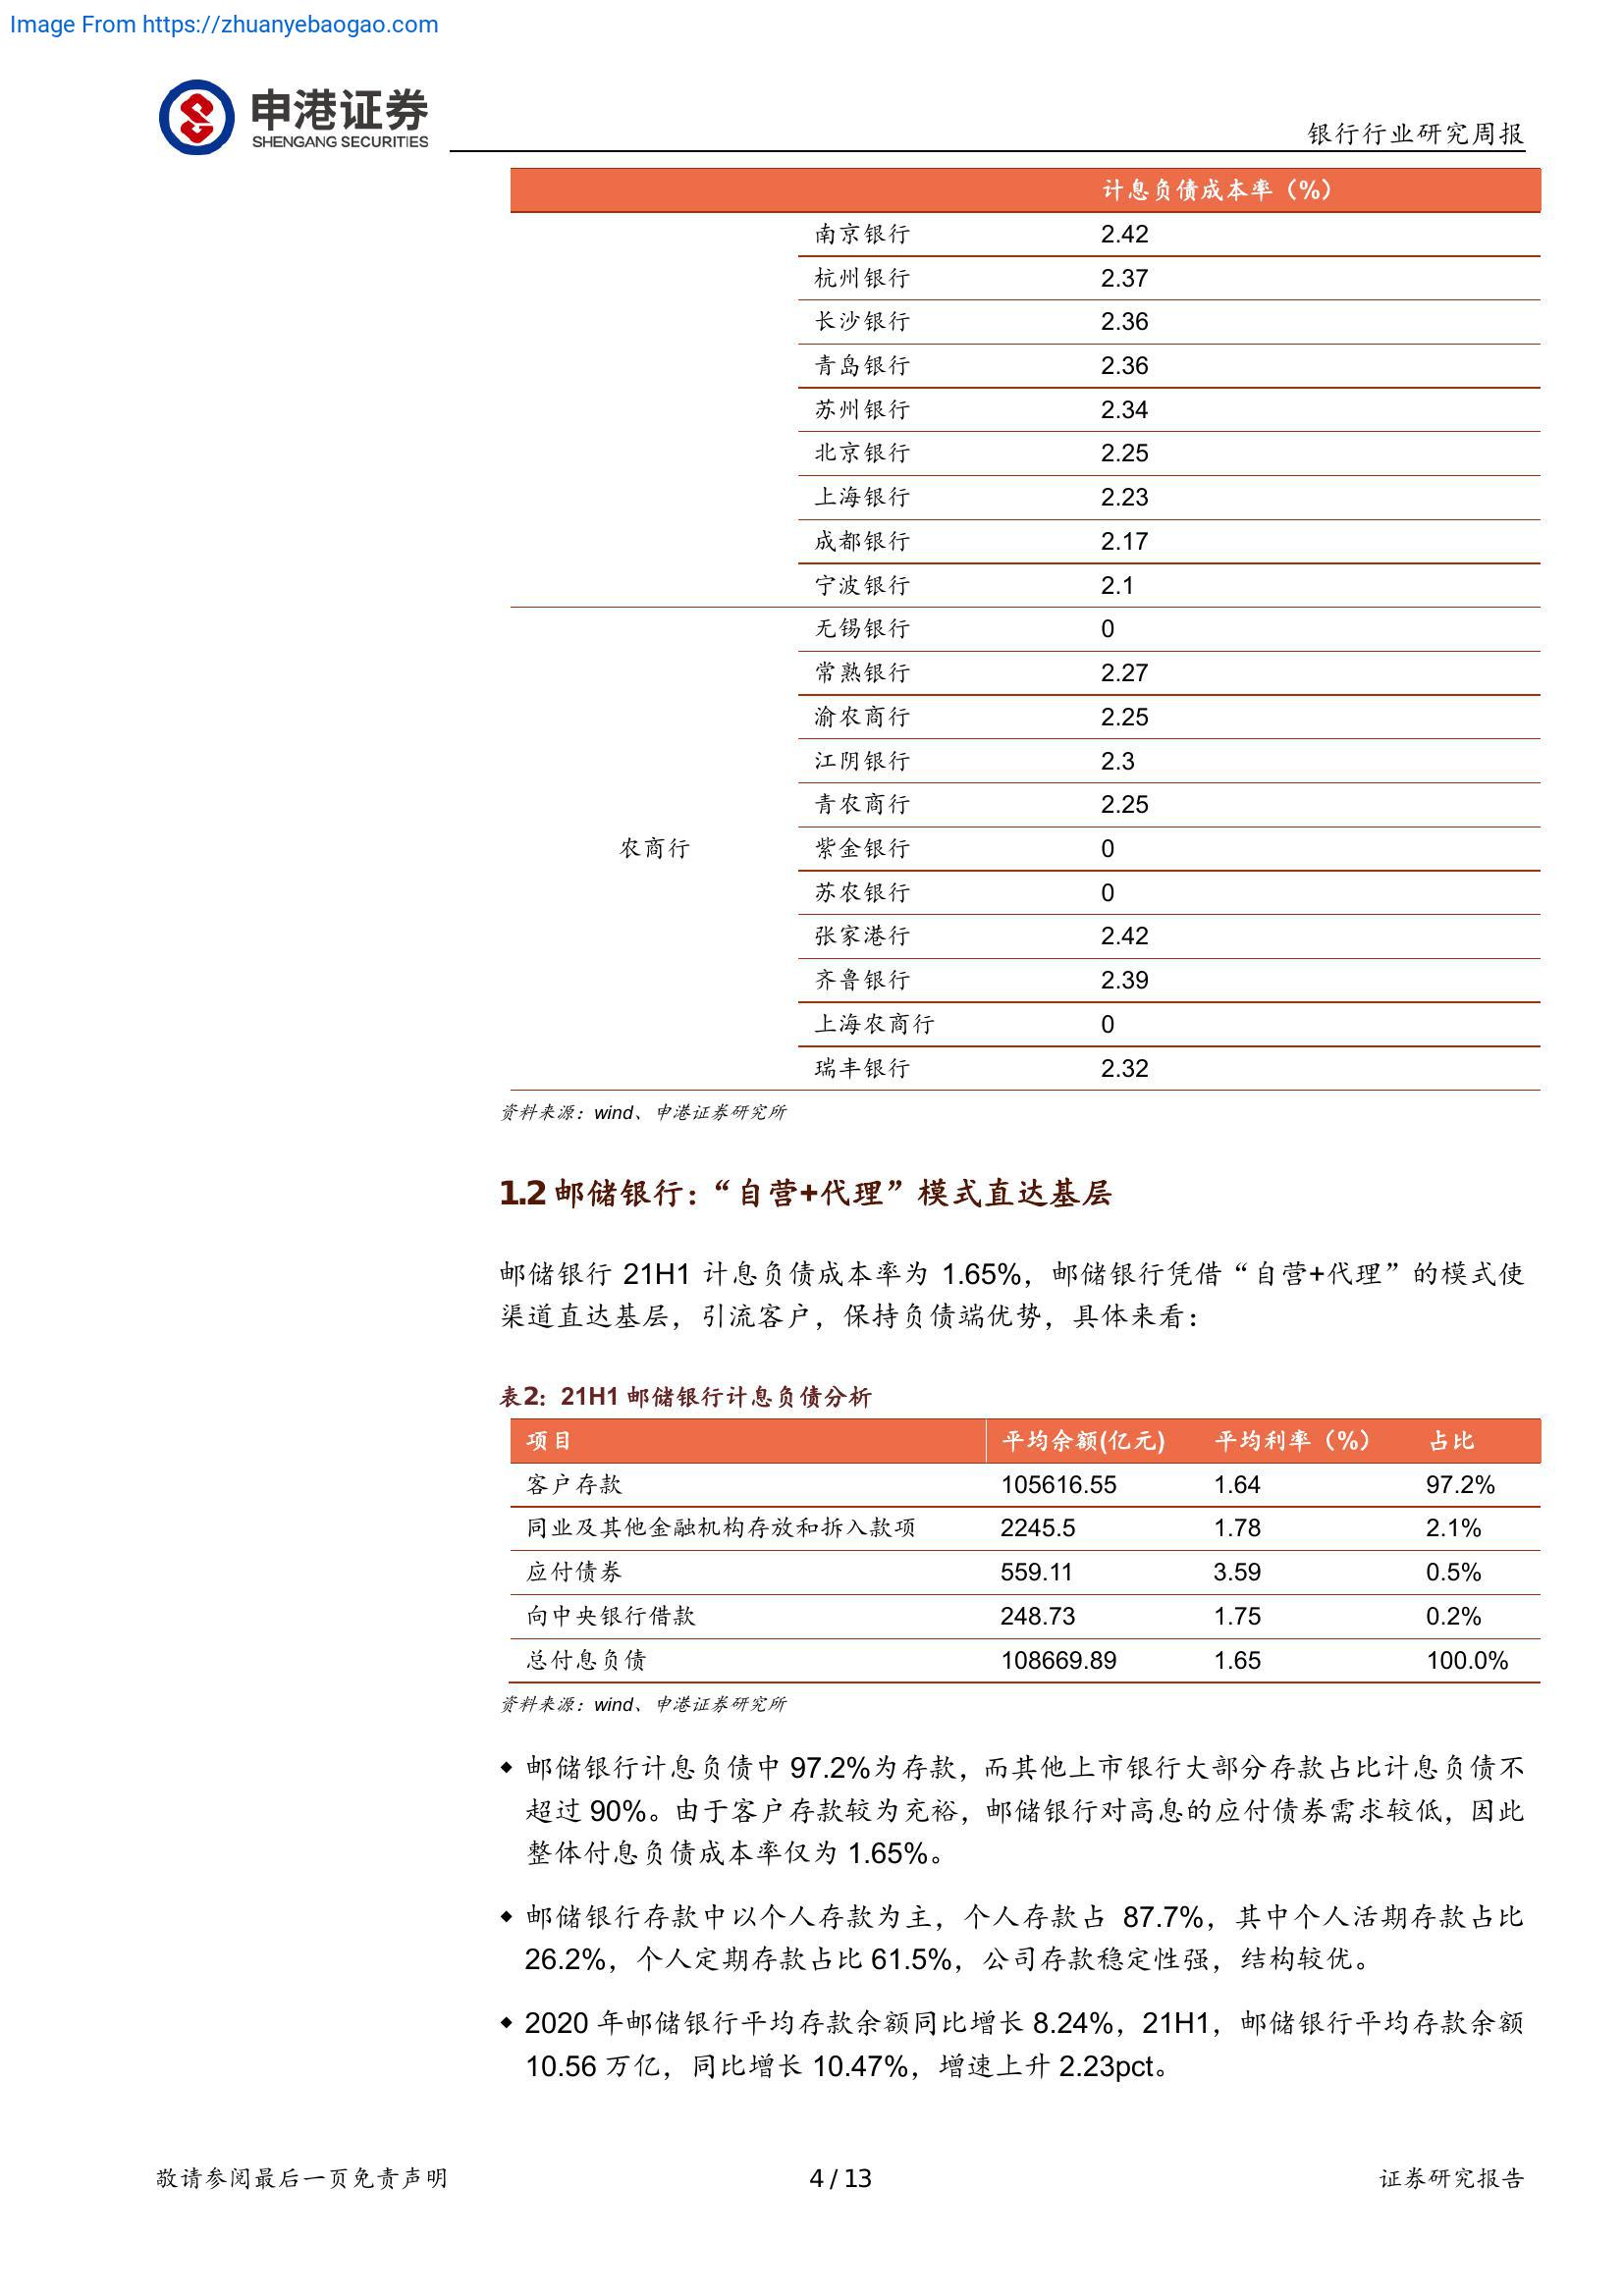 Image From https://zhuanyebaogao.com
申港证券
SHENGANG SECURITIES
银行行业研究周报
计息负债成本率（%）
南京银行 2.42
杭州银行 2.37
长沙银行 2.36
青岛银行 2.36
苏州银行 2.34
北京银行 2.25
上海银行 2.23
成都银行 2.17
宁波银行 2.1
无锡银行 0
常熟银行 2.27
渝农商行 2.25
江阴银行 2.3
青农商行 2.25
农商行 紫金银行 0
苏农银行 0
张家港行 2.42
齐鲁银行 2.39
上海农商行 0
瑞丰银行 2.32
资料来源：wind、申港证券研究所
1.2 邮储银行：“自营+代理”模式直达基层
邮储银行 21H1 计息负债成本率为 1.65%，邮储银行凭借“自营+代理”的模式使
渠道直达基层，引流客户，保持负债端优势，具体来看：
表2：21H1 邮储银行计息负债分析
项目 平均余额(亿元) 平均利率（%） 占比
客户存款 105616.55 1.64 97.2%
同业及其他金融机构存放和拆入款项 2245.5 1.78 2.1%
应付债券 559.11 3.59 0.5%
向中央银行借款 248.73 1.75 0.2%
总付息负债 108669.89 1.65 100.0%
资料来源：wind、申港证券研究所
◆ 邮储银行计息负债中 97.2%为存款，而其他上市银行大部分存款占比计息负债不
超过 90%。由于客户存款较为充裕，邮储银行对高息的应付债券需求较低，因此
整体付息负债成本率仅为 1.65%。
◆ 邮储银行存款中以个人存款为主，个人存款占 87.7%，其中个人活期存款占比
26.2%，个人定期存款占比 61.5%，公司存款稳定性强，结构较优。
◆ 2020 年邮储银行平均存款余额同比增长 8.24%，21H1，邮储银行平均存款余额
10.56 万亿，同比增长 10.47%，增速上升 2.23pct。
敬请参阅最后一页免责声明 4 / 13 证券研究报告